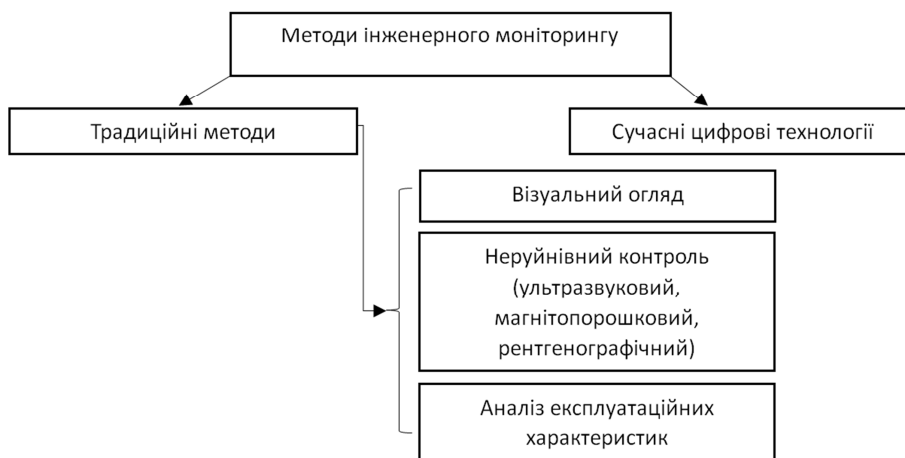 Методи інженерного моніторингу
Традиційні методи
Сучасні цифрові технології
Візуальний огляд
Неруйнівний контроль
(ультразвуковий,
магнітопорошковий,
рентгенографічний)
Аналіз експлуатаційних
характеристик